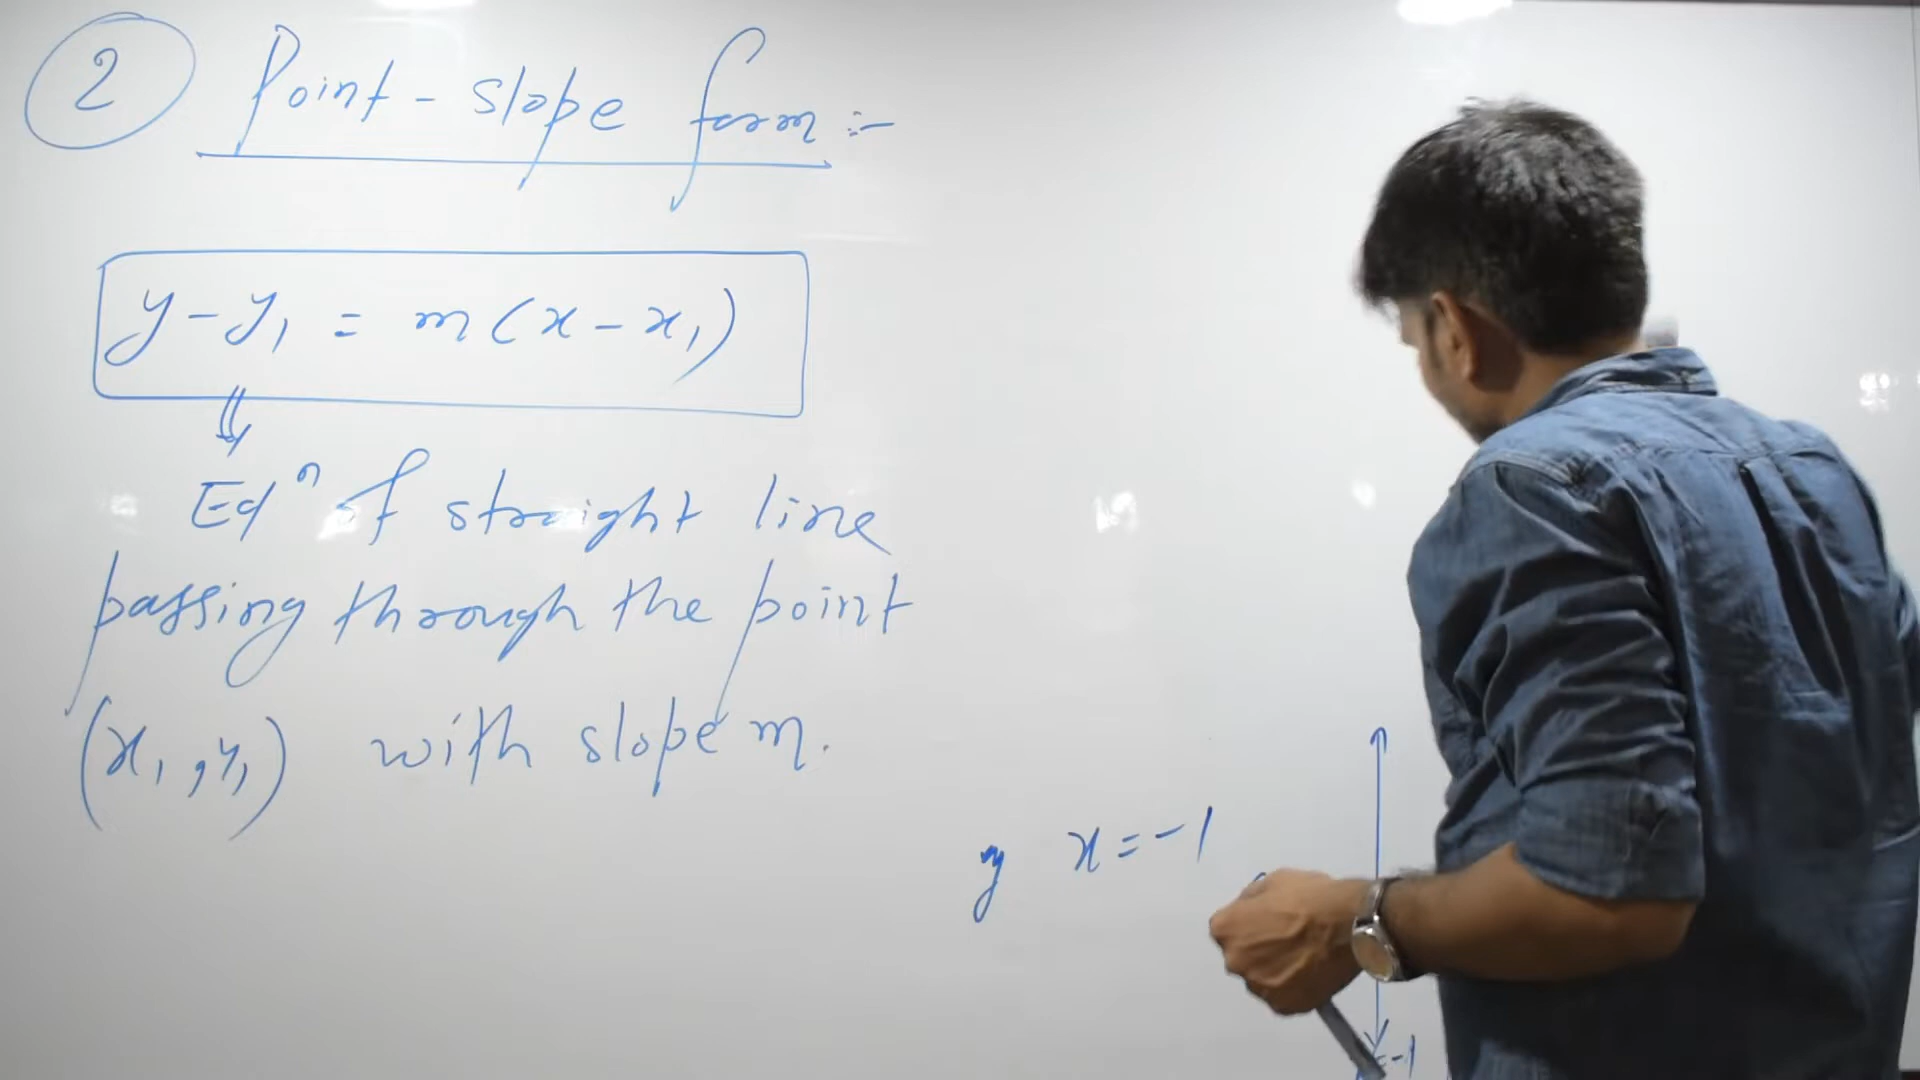 2 Point-slope form :-
y-y₁ = m(x-x₁)
Eqⁿ of straight line
passing through the point
(x₁,y₁) with slope m.
y x=-1
=-1